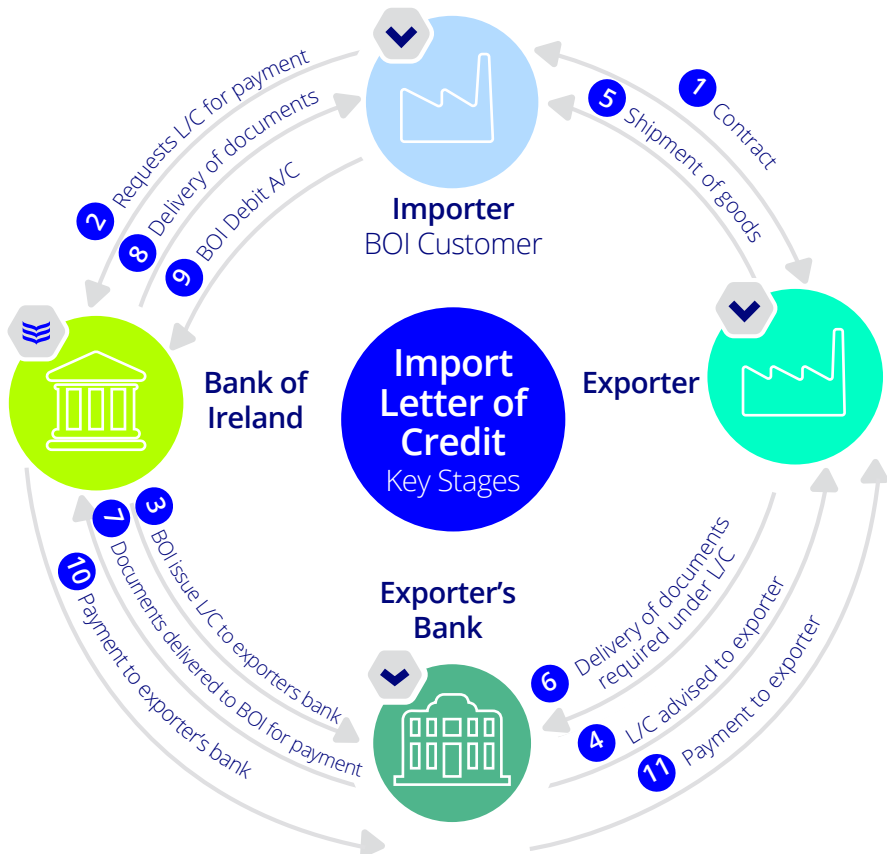 1 Contract
5 Shipment of goods
2 Requests L/C for payment
8 Delivery of documents
9 BOI Debit A/C
Importer
BOI Customer
Bank of
Ireland
Import
Letter of
Credit
Key Stages
Exporter
3 BOI issue L/C to exporters bank
7 Documents delivered to BOI for payment
10 Payment to exporter's bank
Exporter's
Bank
6 Delivery of documents
required under L/C
4 L/C advised to exporter
11 Payment to exporter